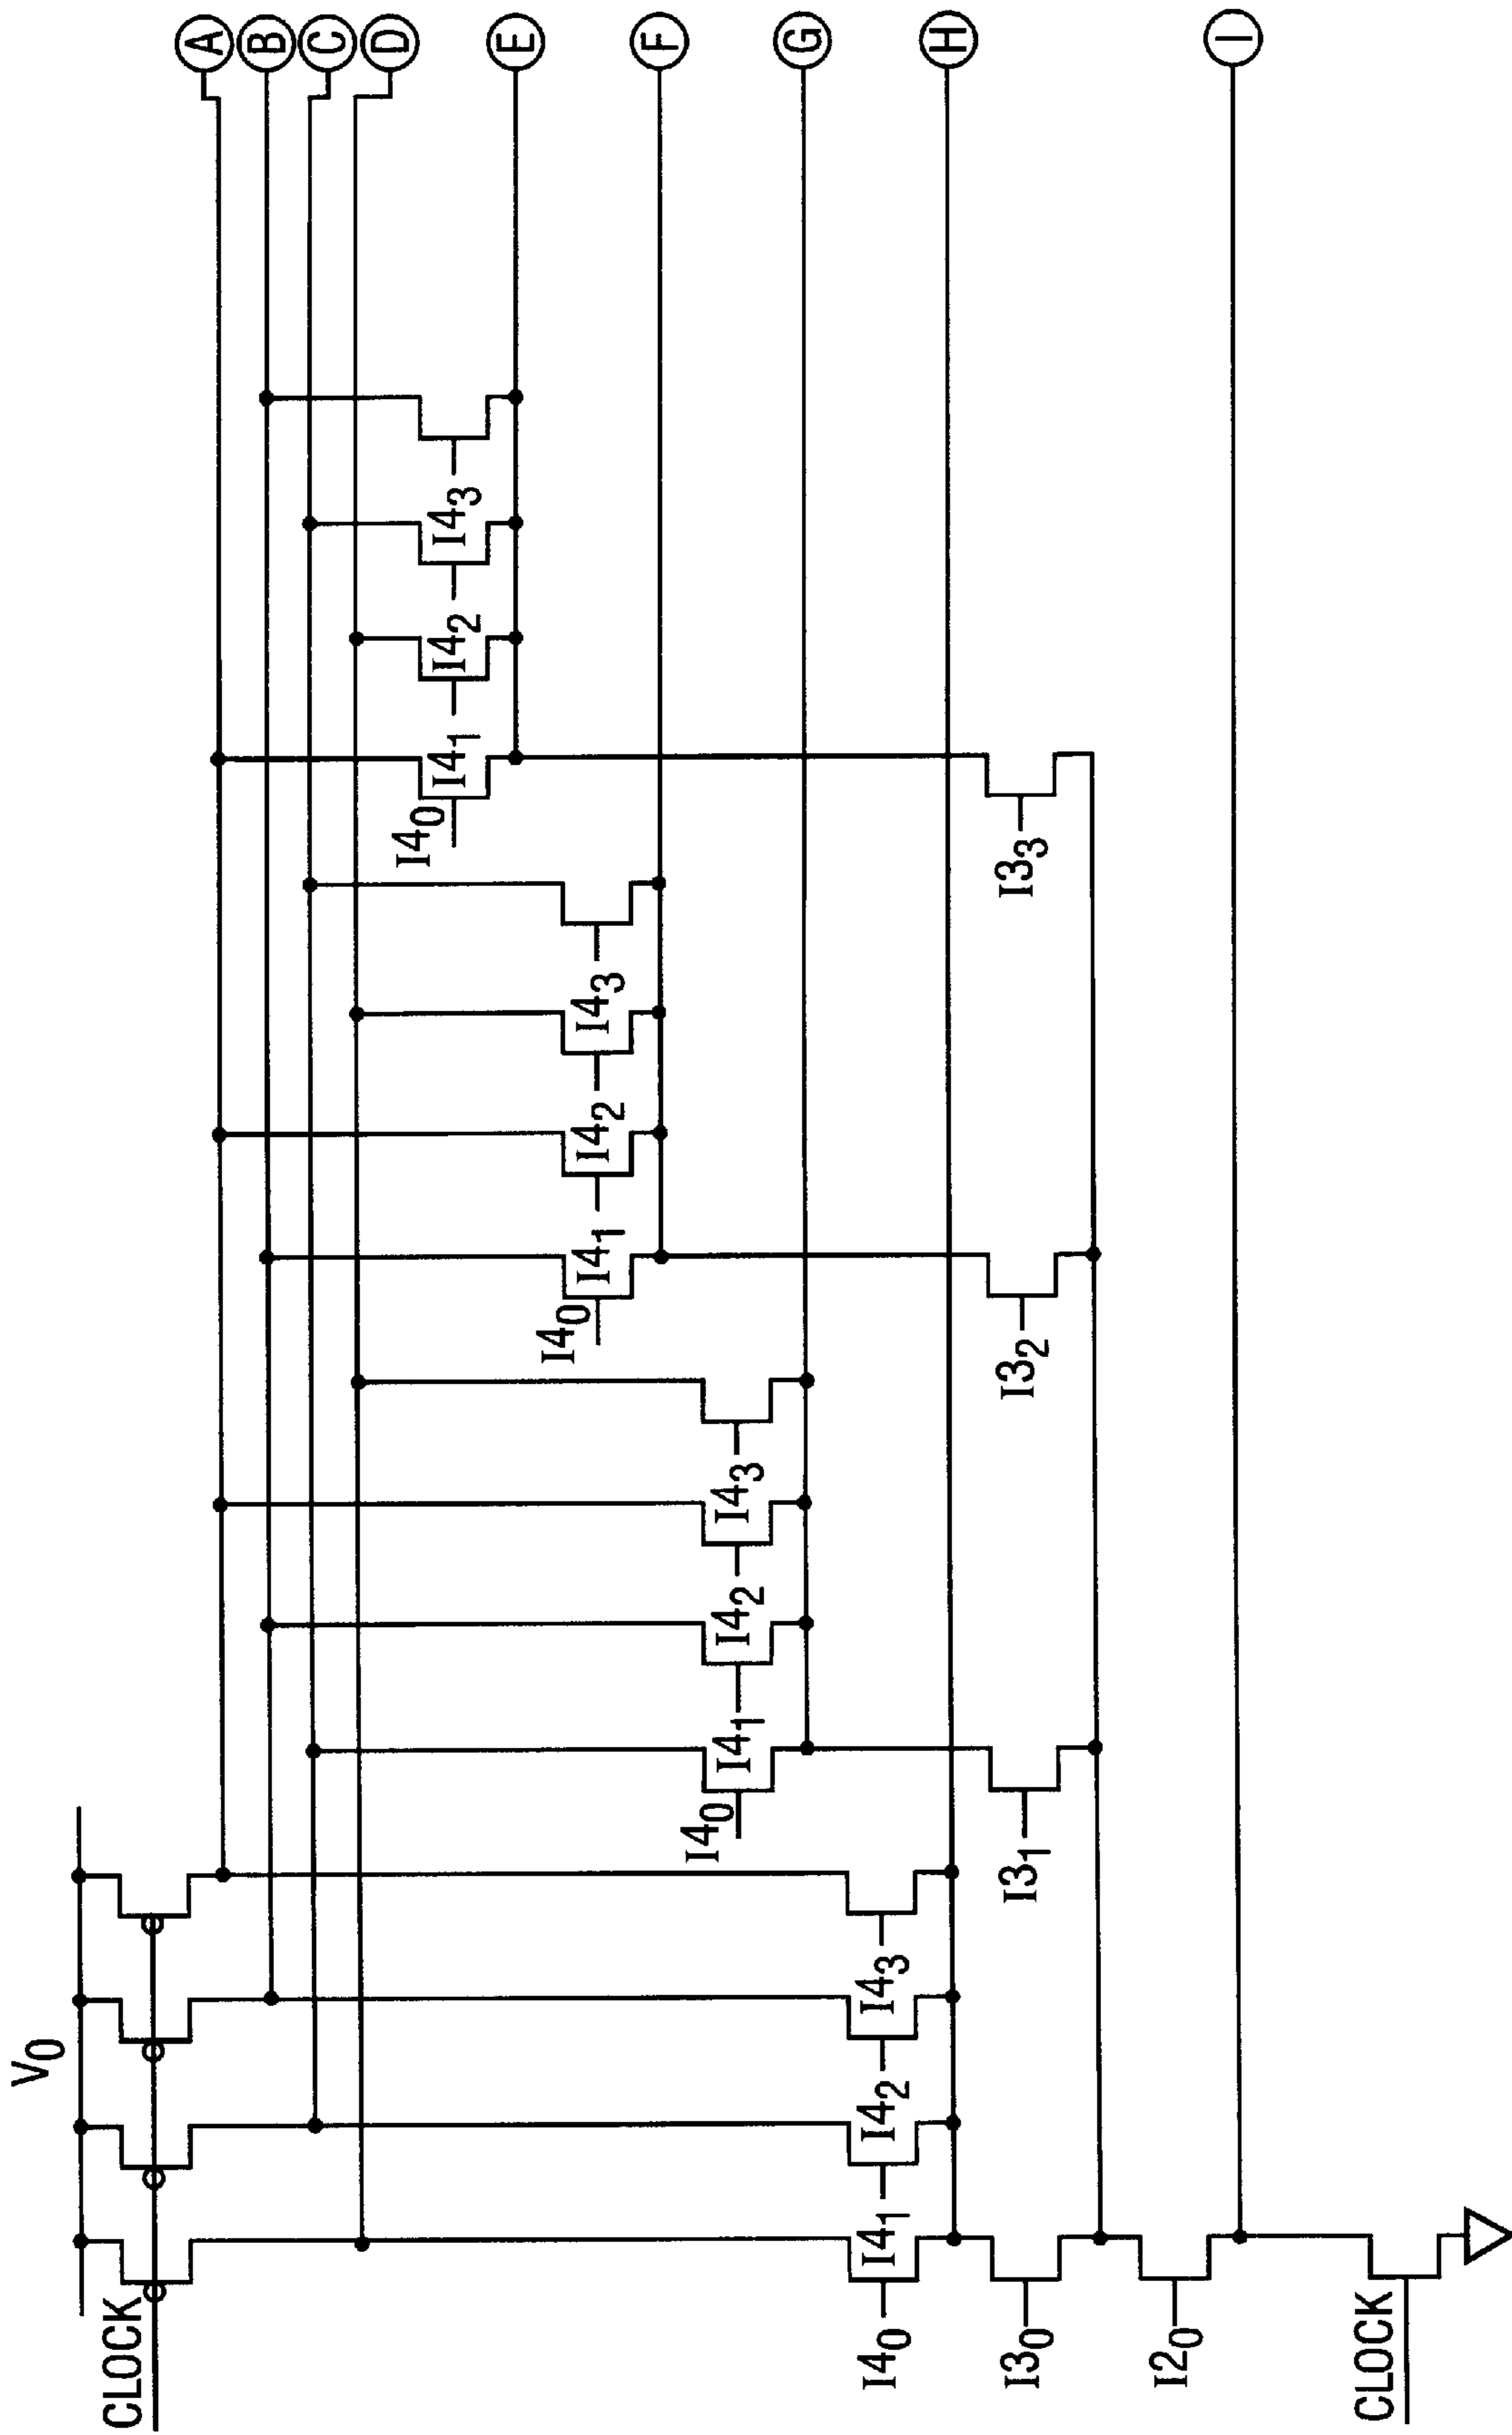 V₀
CLOCK
A
B
C
D
I4₀ I4₁ I4₂ I4₃
E
I4₀ I4₁ I4₂ I4₃
F
I4₀ I4₁ I4₂ I4₃
G
I4₀ I4₁ I4₂ I4₃
H
I3₀ I3₁ I3₂ I3₃
I2₀
I
CLOCK